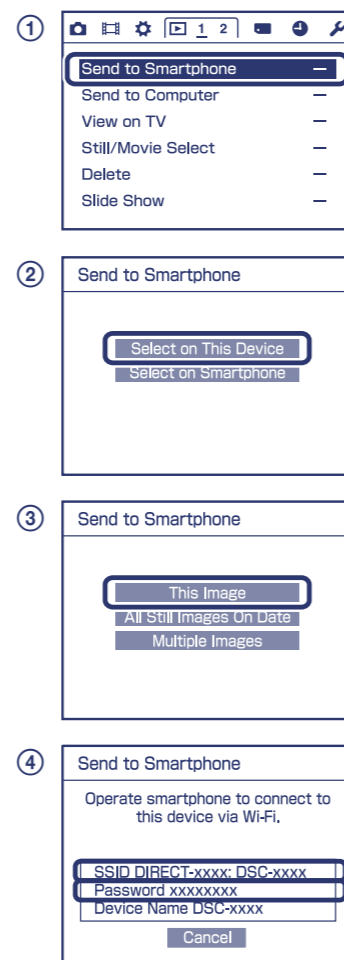 ①
1 2
Send to Smartphone —
Send to Computer —
View on TV —
Still/Movie Select —
Delete —
Slide Show —
②
Send to Smartphone
Select on This Device
Select on Smartphone
③
Send to Smartphone
This Image
All Still Images On Date
Multiple Images
④
Send to Smartphone
Operate smartphone to connect to
this device via Wi-Fi.
SSID DIRECT-xxxx: DSC-xxxx
Password xxxxxxxx
Device Name DSC-xxxx
Cancel